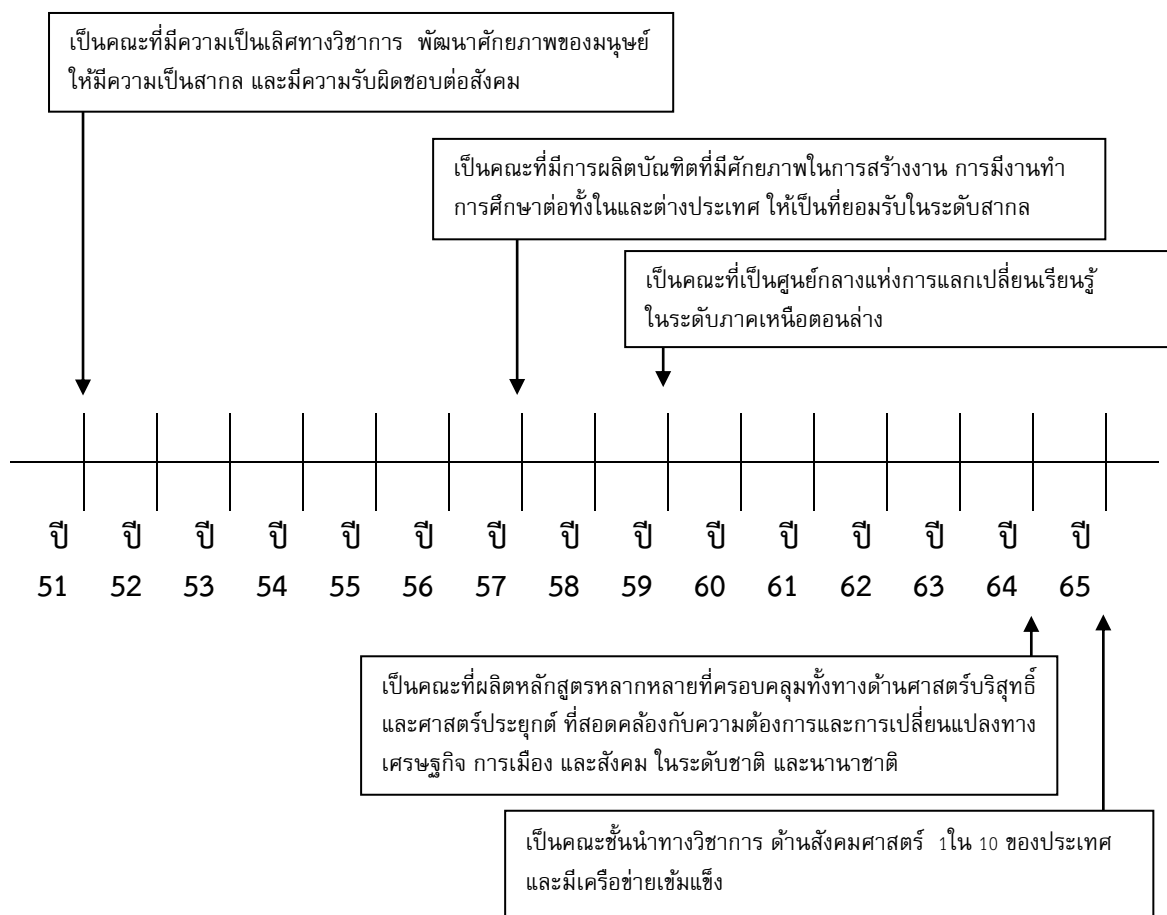 เป็นคณะที่มีความเป็นเลิศทางวิชาการ พัฒนาศักยภาพของมนุษย์
ให้มีความเป็นสากล และมีความรับผิดชอบต่อสังคม
เป็นคณะที่มีการผลิตบัณฑิตที่มีศักยภาพในการสร้างงาน การมีงานทำ
การศึกษาต่อทั้งในและต่างประเทศ ให้เป็นที่ยอมรับในระดับสากล
เป็นคณะที่เป็นศูนย์กลางแห่งการแลกเปลี่ยนเรียนรู้
ในระดับภาคเหนือตอนล่าง
ปี ปี ปี ปี ปี ปี ปี ปี ปี ปี ปี ปี ปี ปี ปี
51 52 53 54 55 56 57 58 59 60 61 62 63 64 65
เป็นคณะที่ผลิตหลักสูตรหลากหลายที่ครอบคลุมทั้งทางด้านศาสตร์บริสุทธิ์
และศาสตร์ประยุกต์ ที่สอดคล้องกับความต้องการและการเปลี่ยนแปลงทาง
เศรษฐกิจ การเมือง และสังคม ในระดับชาติ และนานาชาติ
เป็นคณะชั้นนำทางวิชาการ ด้านสังคมศาสตร์ 1ใน 10 ของประเทศ
และมีเครือข่ายเข้มแข็ง